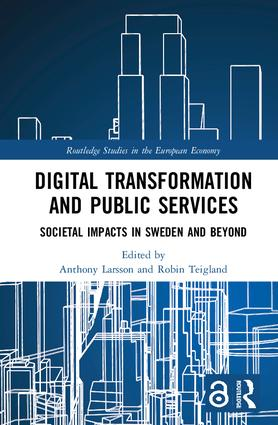 Routledge Studies in the European Economy
DIGITAL TRANSFORMATION
AND PUBLIC SERVICES
SOCIETAL IMPACTS IN SWEDEN AND BEYOND
Edited by
Anthony Larsson and Robin Teigland
ROUTLEDGE